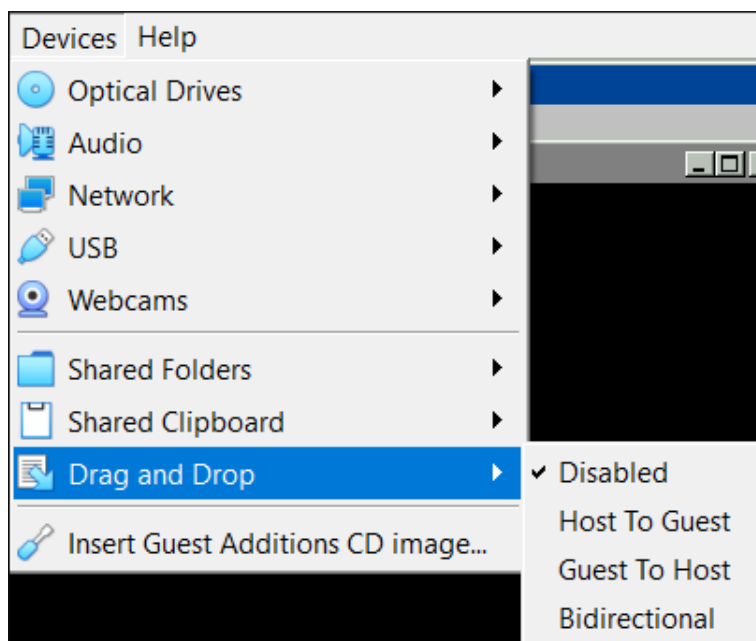 Devices Help
Optical Drives
Audio
Network
USB
Webcams
Shared Folders
Shared Clipboard
Drag and Drop
Disabled
Host To Guest
Guest To Host
Bidirectional
Insert Guest Additions CD image...